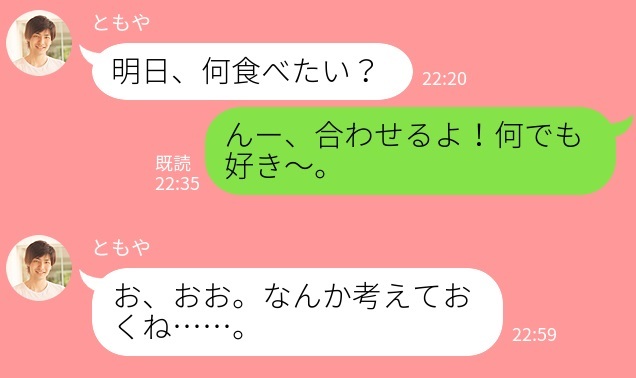 ともや
明日、何食べたい？
22:20
んー、合わせるよ！何でも
好き〜。
既読
22:35
ともや
お、おお。なんか考えてお
くね……。
22:59